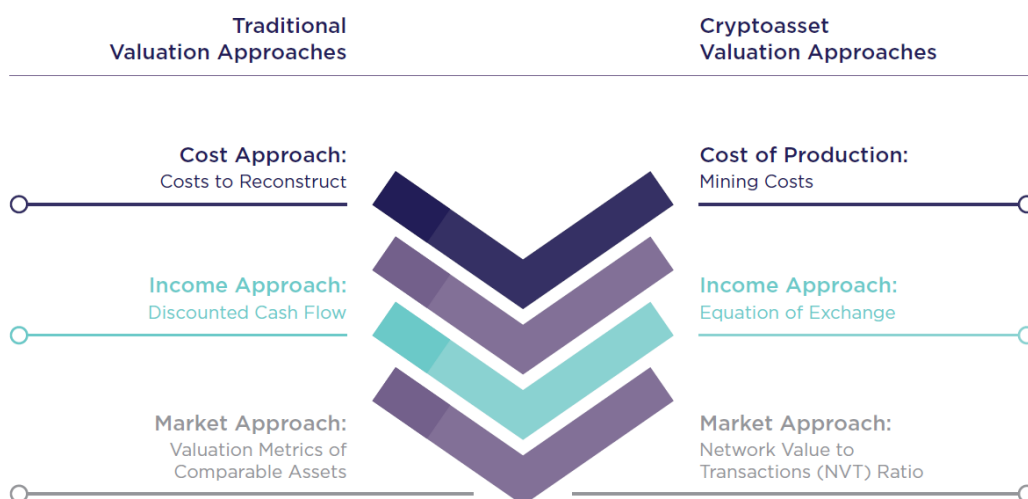 Traditional
Valuation Approaches
Cryptoasset
Valuation Approaches
Cost Approach:
Costs to Reconstruct
Cost of Production:
Mining Costs
Income Approach:
Discounted Cash Flow
Income Approach:
Equation of Exchange
Market Approach:
Valuation Metrics of
Comparable Assets
Market Approach:
Network Value to
Transactions (NVT) Ratio